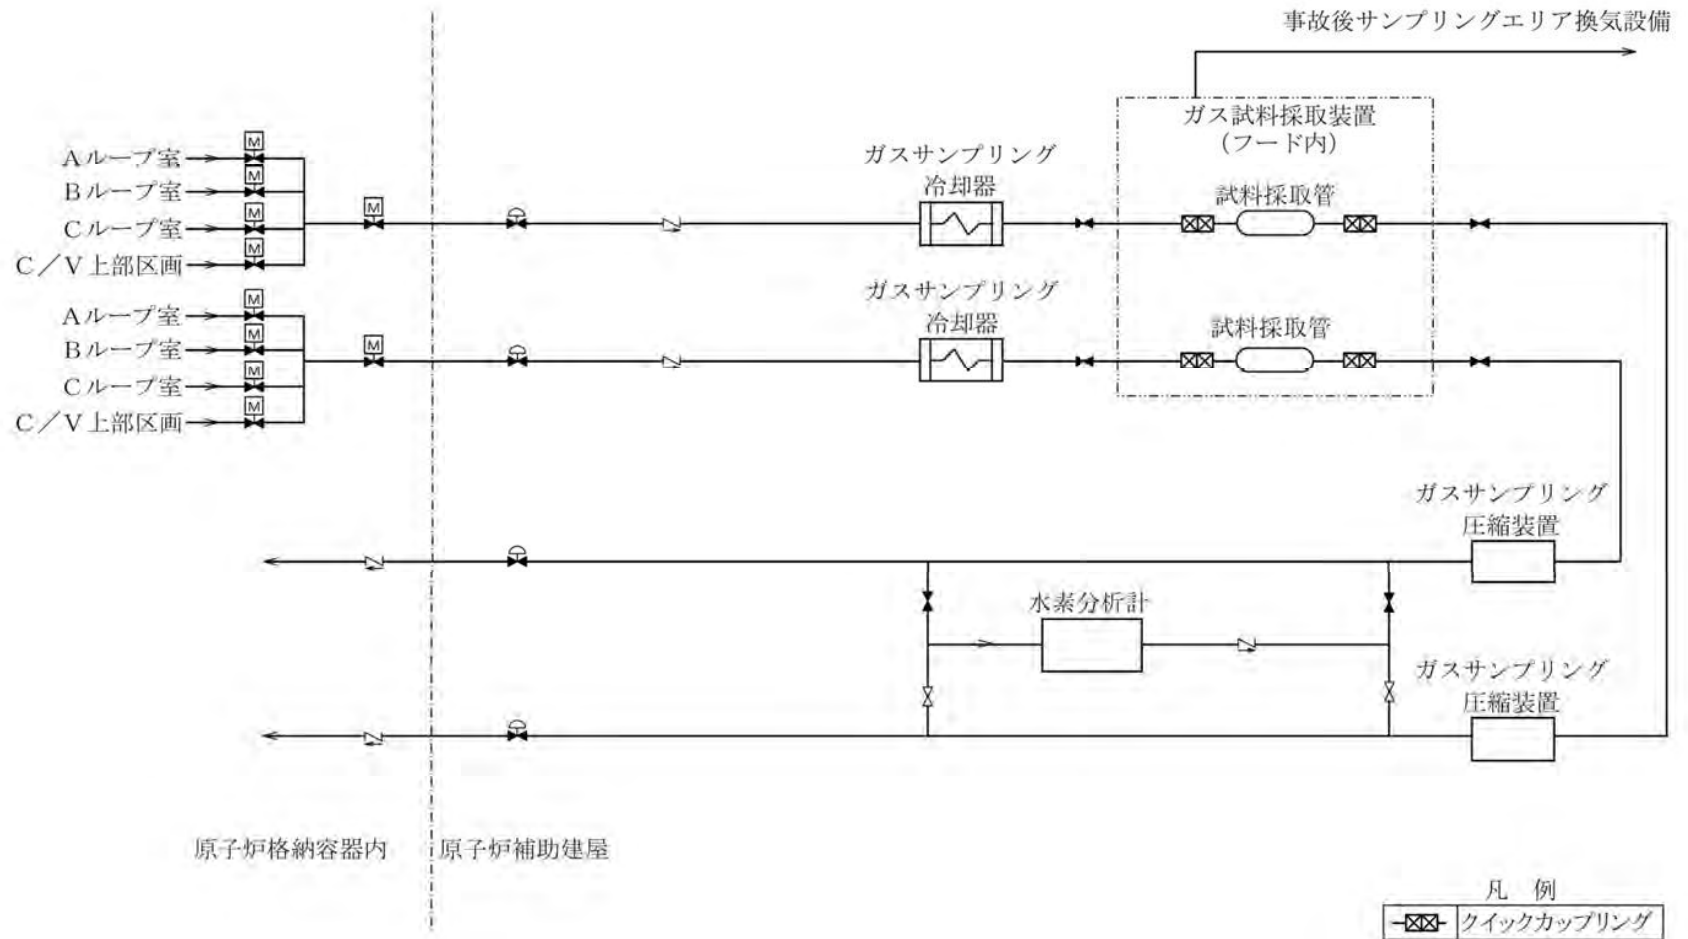 事故後サンプリングエリア換気設備
ガス試料採取装置
（フード内）
ガスサンプリング
冷却器
試料採取管
M
Aループ室
M
Bループ室
M
Cループ室
M
C／V上部区画
M
ガスサンプリング
冷却器
試料採取管
M
Aループ室
M
Bループ室
M
Cループ室
M
C／V上部区画
M
ガスサンプリング
圧縮装置
水素分析計
ガスサンプリング
圧縮装置
原子炉格納容器内
原子炉補助建屋
凡　例
クイックカップリング